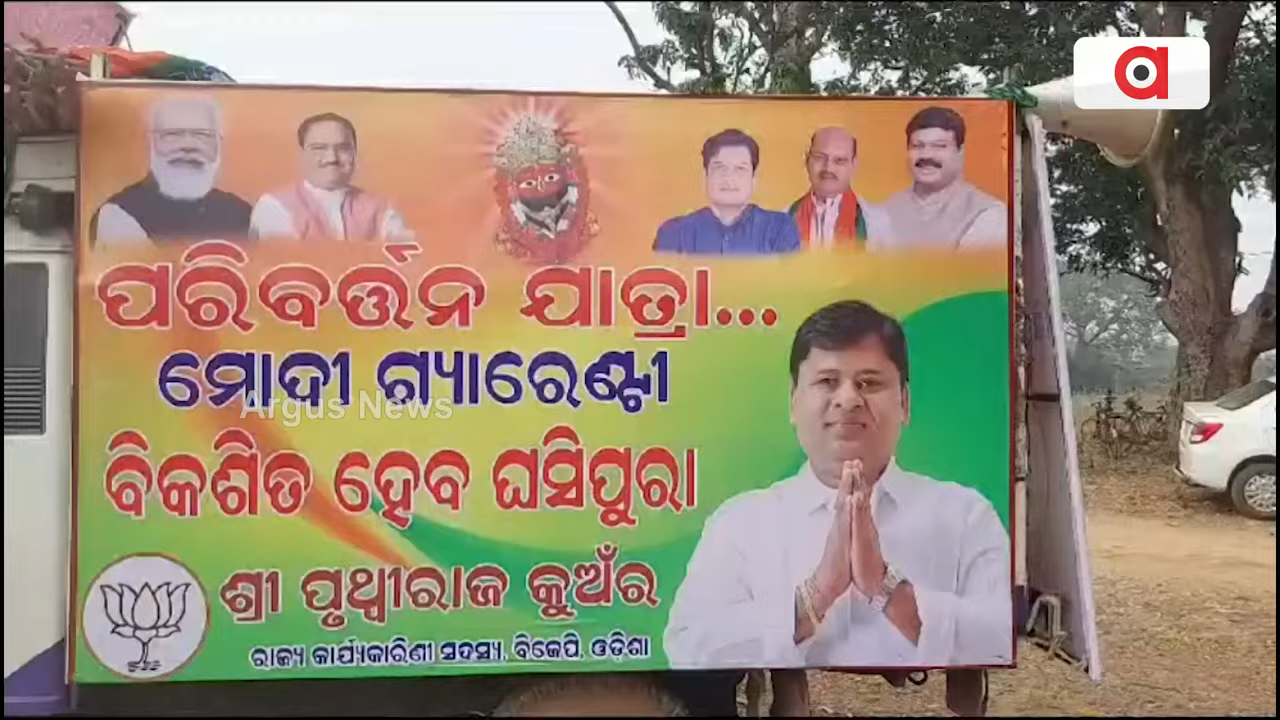 ପରିବର୍ତ୍ତନ ଯାତ୍ରା...
ମୋଦୀ ଗ୍ୟାରେଣ୍ଟୀ
Argus News
ବିକଶିତ ହେବ ଘସିପୁରା
ଶ୍ରୀ ପୃଥ୍ୱୀରାଜ କୁଅଁର
ରାଜ୍ୟ କାର୍ଯ୍ୟକାରିଣୀ ସଦସ୍ୟ, ବିଜେପି, ଓଡ଼ିଶା